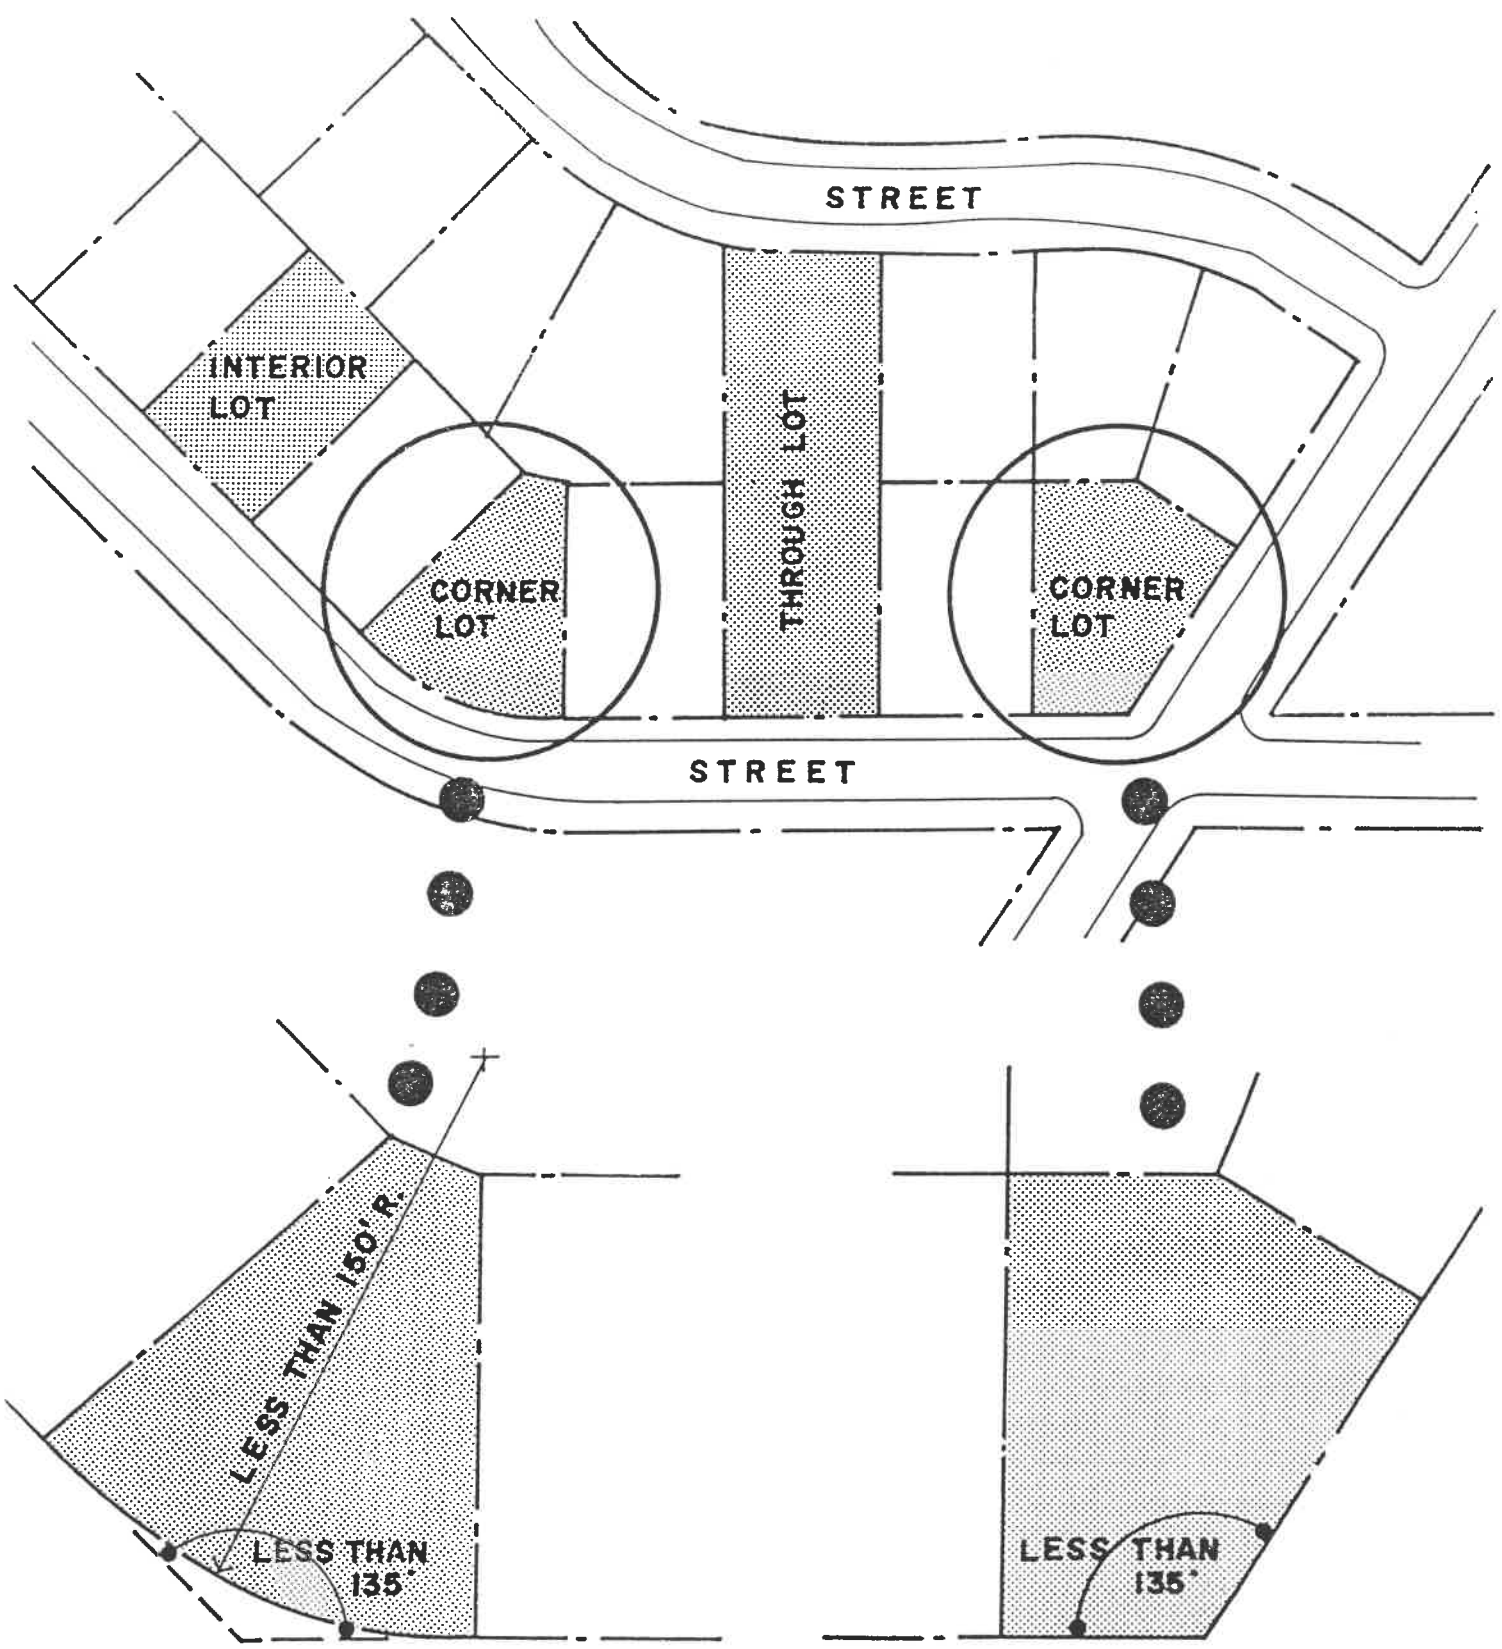 STREET
INTERIOR
LOT
THROUGH LOT
CORNER
LOT
CORNER
LOT
STREET
LESS THAN 150' R.
LESS THAN
135°
LESS THAN
135°